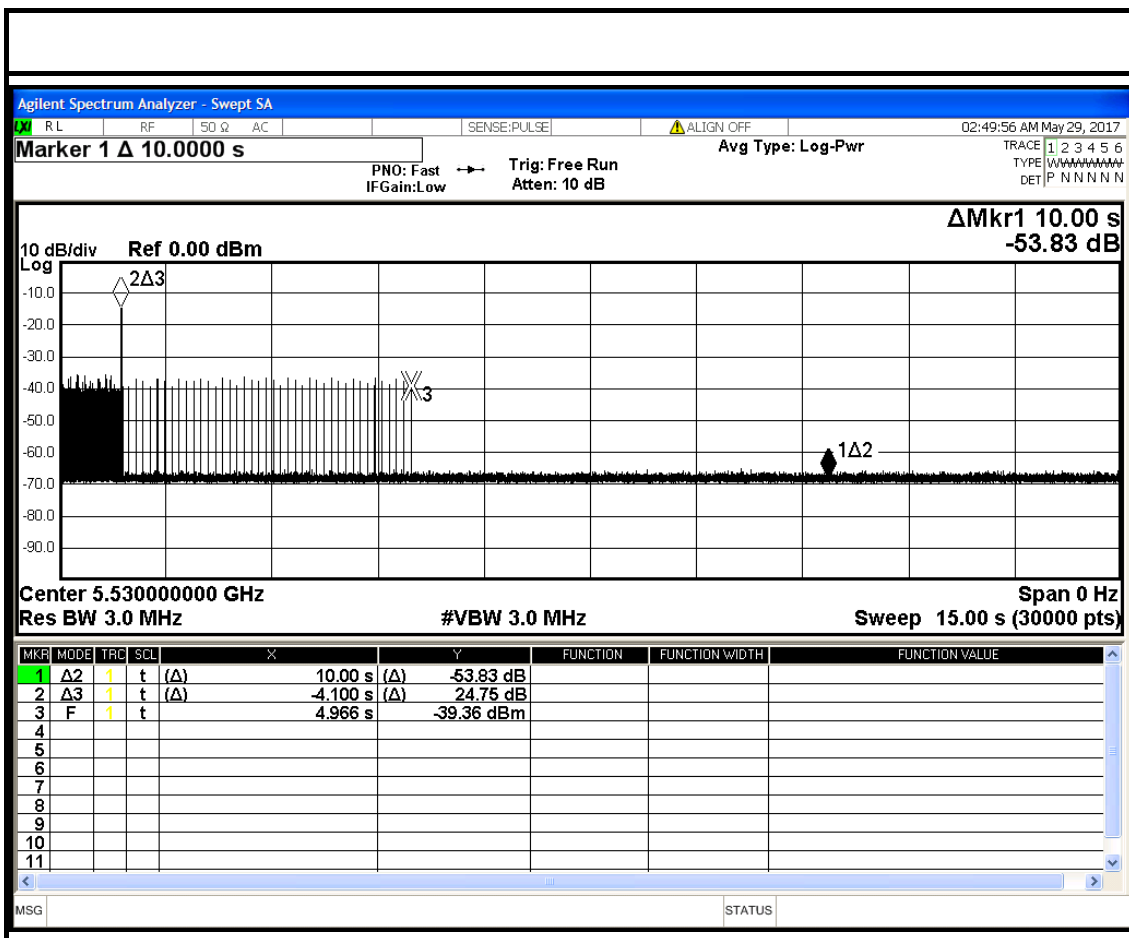 Agilent Spectrum Analyzer - Swept SA
LXI RL RF 50 Ω AC SENSE:PULSE ALIGN OFF 02:49:56 AM May 29, 2017
Marker 1 Δ 10.0000 s
Avg Type: Log-Pwr
TRACE 1 2 3 4 5 6
PNO: Fast Trig: Free Run
TYPE WWWWWW
IFGain:Low Atten: 10 dB
DET P N N N N N
ΔMkr1 10.00 s
10 dB/div Ref 0.00 dBm -53.83 dB
Log
2Δ3
-10.0
-20.0
-30.0
-40.0
3
-50.0
-60.0
1Δ2
-70.0
-80.0
-90.0
Center 5.530000000 GHz Span 0 Hz
Res BW 3.0 MHz #VBW 3.0 MHz Sweep 15.00 s (30000 pts)
MKR MODE TRC SCL X Y FUNCTION FUNCTION WIDTH FUNCTION VALUE
1 Δ2 1 t (Δ) 10.00 s (Δ) -53.83 dB
2 Δ3 1 t (Δ) -4.100 s (Δ) 24.75 dB
3 F 1 t 4.966 s -39.36 dBm
4
5
6
7
8
9
10
11
MSG STATUS